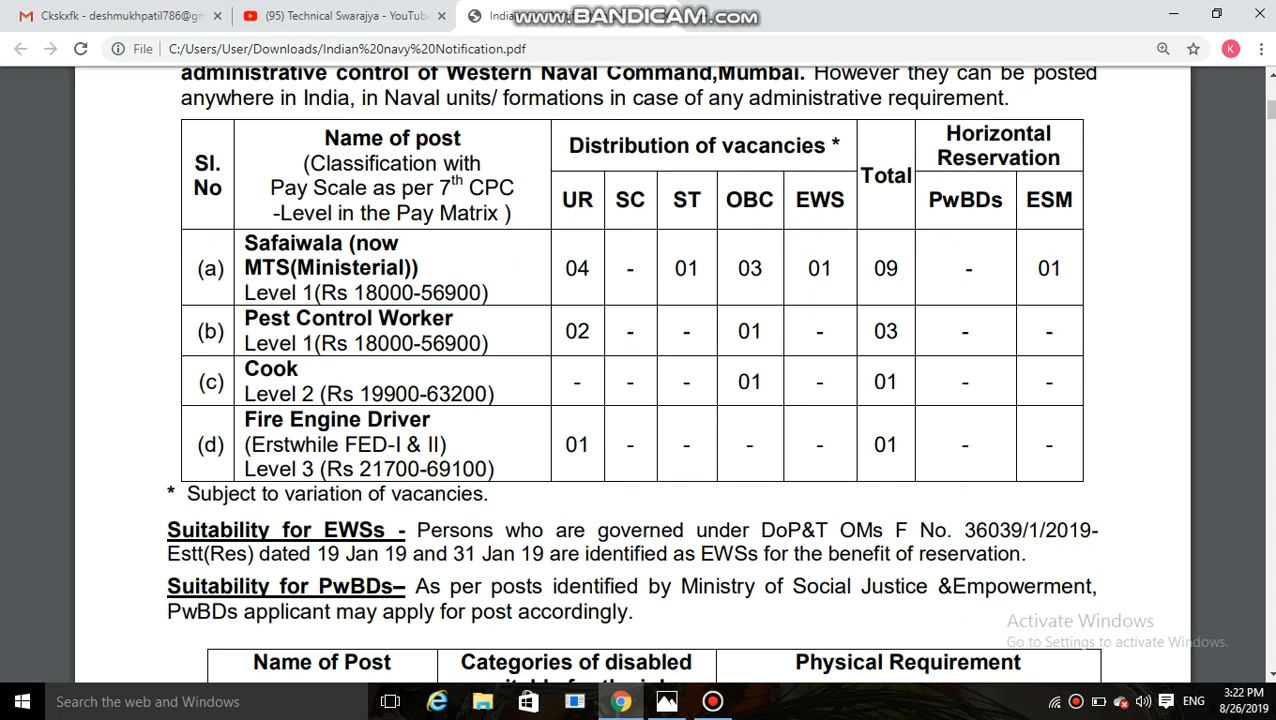 Ckskxfk - deshmukhpatil786@gm
(95) Technical Swarajya - YouTube
India
www.BANDICAM.com
File | C:/Users/User/Downloads/Indian%20navy%20Notification.pdf
K
administrative control of Western Naval Command,Mumbai. However they can be posted
anywhere in India, in Naval units/ formations in case of any administrative requirement.
Sl. No | Name of post (Classification with Pay Scale as per 7th CPC -Level in the Pay Matrix ) | Distribution of vacancies * | Total | Horizontal Reservation
UR | SC | ST | OBC | EWS | PwBDs | ESM
(a) | Safaiwala (now MTS(Ministerial)) Level 1(Rs 18000-56900) | 04 | - | 01 | 03 | 01 | 09 | - | 01
(b) | Pest Control Worker Level 1(Rs 18000-56900) | 02 | - | - | 01 | - | 03 | - | -
(c) | Cook Level 2 (Rs 19900-63200) | - | - | - | 01 | - | 01 | - | -
(d) | Fire Engine Driver (Erstwhile FED-I & II) Level 3 (Rs 21700-69100) | 01 | - | - | - | - | 01 | - | -
* Subject to variation of vacancies.
Suitability for EWSs - Persons who are governed under DoP&T OMs F No. 36039/1/2019-
Estt(Res) dated 19 Jan 19 and 31 Jan 19 are identified as EWSs for the benefit of reservation.
Suitability for PwBDs– As per posts identified by Ministry of Social Justice &Empowerment,
PwBDs applicant may apply for post accordingly.
Activate Windows
Go to Settings to activate Windows.
Name of Post | Categories of disabled | Physical Requirement
Search the web and Windows
ENG
3:22 PM
8/26/2019